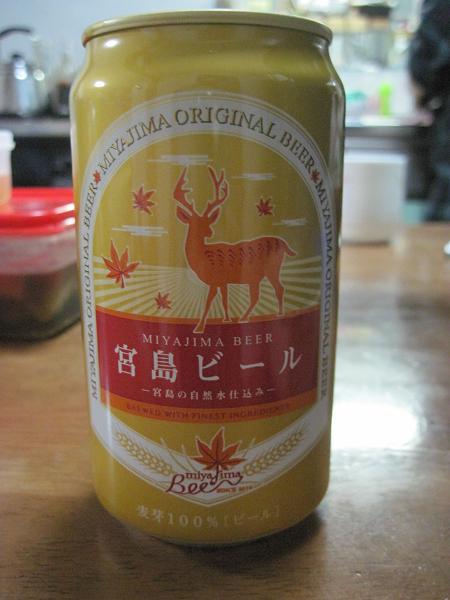 MIYAJIMA ORIGINAL BEER★MIYAJIMA ORIGINAL BEER★MIYAJIMA ORIGINAL BEER
MIYAJIMA BEER
宮島ビール
―宮島の自然水仕込み―
BREWED WITH FINEST INGREDIENTS
miyajima
Beer
麦芽100%[ビール]